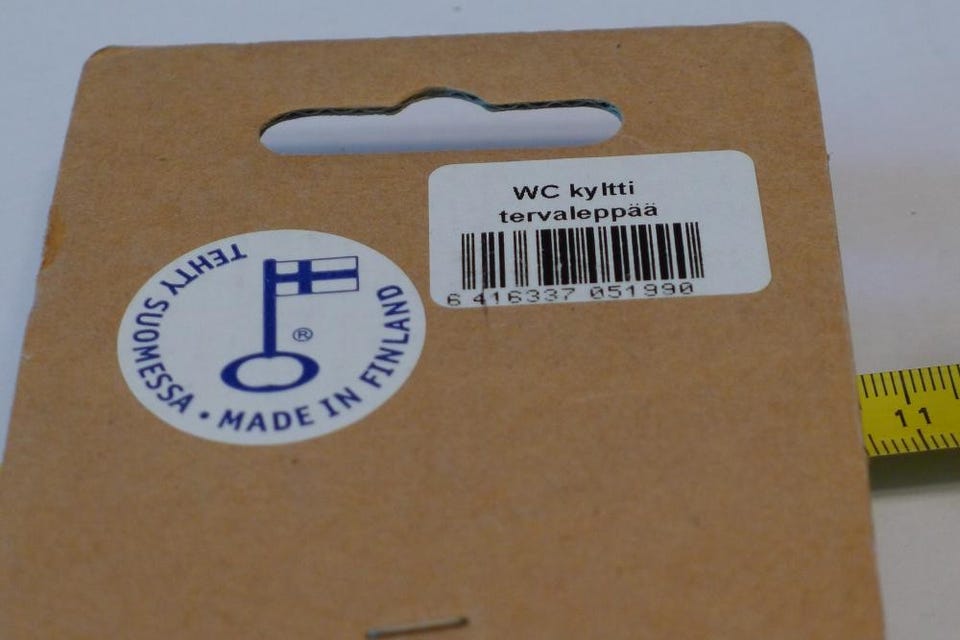 WC kyltti
tervaleppää
6 416337 051990
TEHTY SUOMESSA • MADE IN FINLAND
®
11